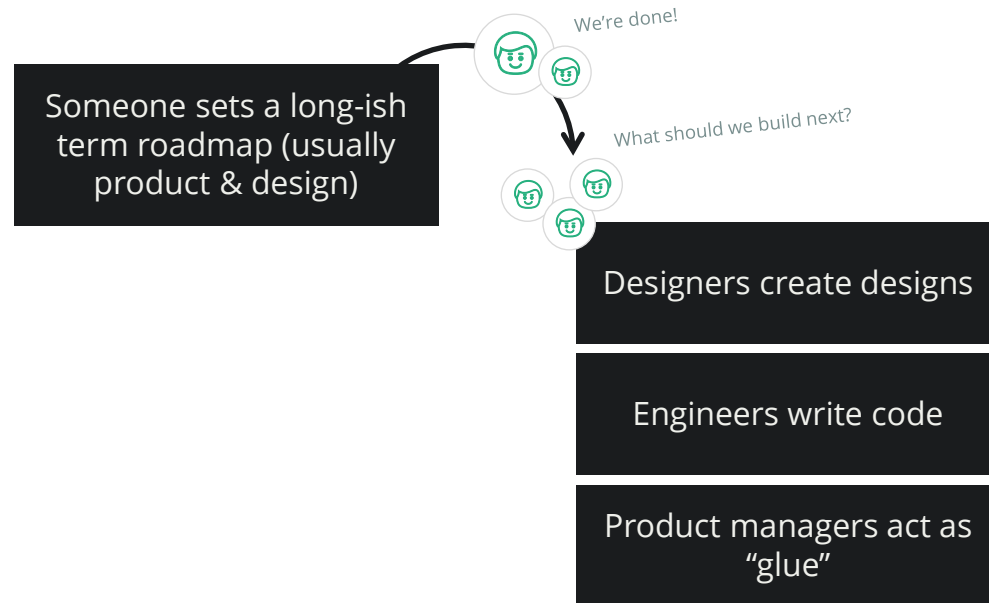 We’re done!
Someone sets a long-ish
term roadmap (usually
product & design)
What should we build next?
Designers create designs
Engineers write code
Product managers act as
“glue”